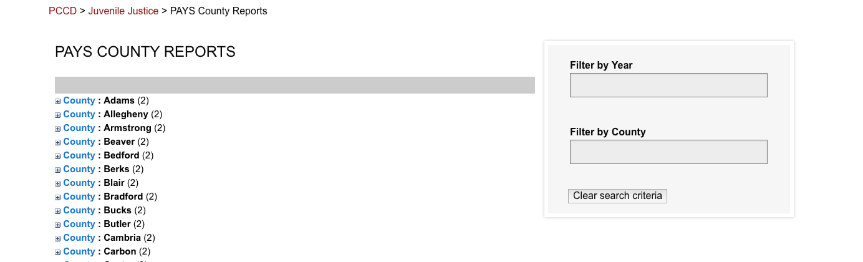 PCCD > Juvenile Justice > PAYS County Reports
PAYS COUNTY REPORTS
County : Adams (2)
County : Allegheny (2)
County : Armstrong (2)
County : Beaver (2)
County : Bedford (2)
County : Berks (2)
County : Blair (2)
County : Bradford (2)
County : Bucks (2)
County : Butler (2)
County : Cambria (2)
County : Carbon (2)
Filter by Year
Filter by County
Clear search criteria